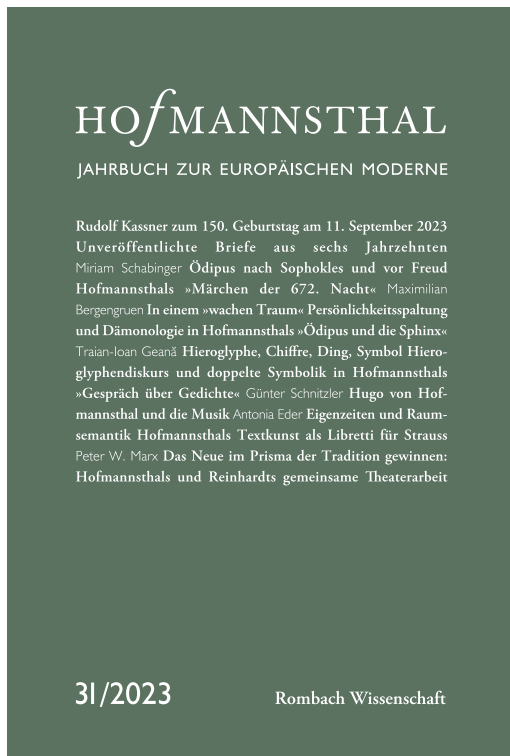 HOfMANNSTHAL
JAHRBUCH ZUR EUROPÄISCHEN MODERNE
Rudolf Kassner zum 150. Geburtstag am 11. September 2023
Unveröffentlichte Briefe aus sechs Jahrzehnten
Miriam Schabinger Ödipus nach Sophokles und vor Freud
Hofmannsthals »Märchen der 672. Nacht« Maximilian
Bergengruen In einem »wachen Traum« Persönlichkeitsspaltung
und Dämonologie in Hofmannsthals »Ödipus und die Sphinx«
Traian-Ioan Geană Hieroglyphe, Chiffre, Ding, Symbol Hiero-
glyphendiskurs und doppelte Symbolik in Hofmannsthals
»Gespräch über Gedichte« Günter Schnitzler Hugo von Hof-
mannsthal und die Musik Antonia Eder Eigenzeiten und Raum-
semantik Hofmannsthals Textkunst als Libretti für Strauss
Peter W. Marx Das Neue im Prisma der Tradition gewinnen:
Hofmannsthals und Reinhardts gemeinsame Theaterarbeit
31/2023 Rombach Wissenschaft